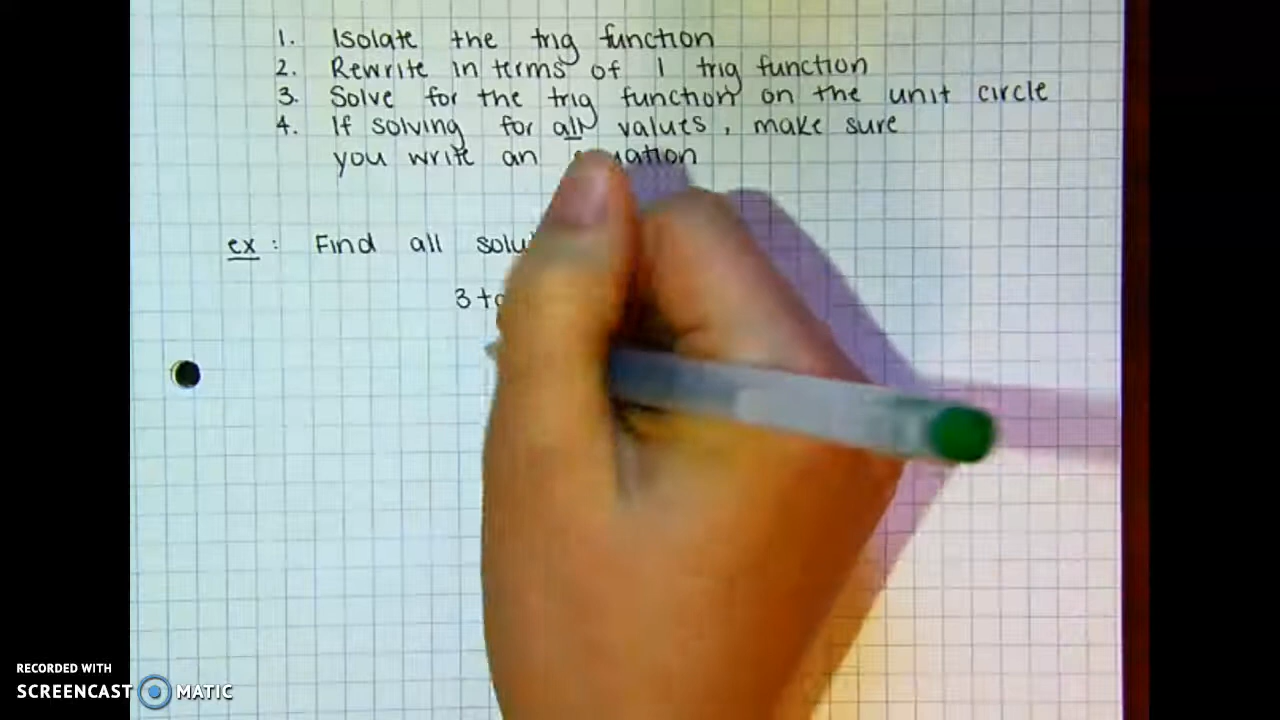 1. Isolate the trig function
2. Rewrite in terms of 1 trig function
3. Solve for the trig function on the unit circle
4. If solving for all values, make sure
you write an
ex: Find all
3
RECORDED WITH
SCREENCAST MATIC